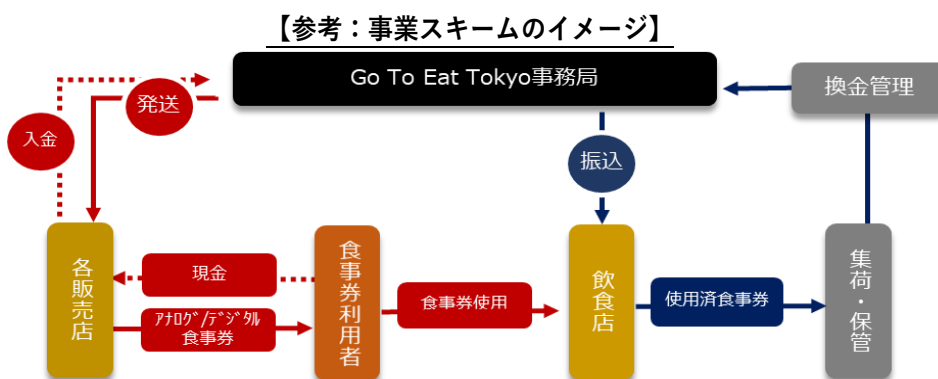 【参考：事業スキームのイメージ】
Go To Eat Tokyo事務局
換金管理
発送
入金
振込
各販売店
現金
ｱﾅﾛｸﾞ/ﾃﾞｼﾞﾀﾙ
食事券
食事券利用者
食事券使用
飲食店
使用済食事券
集荷・保管